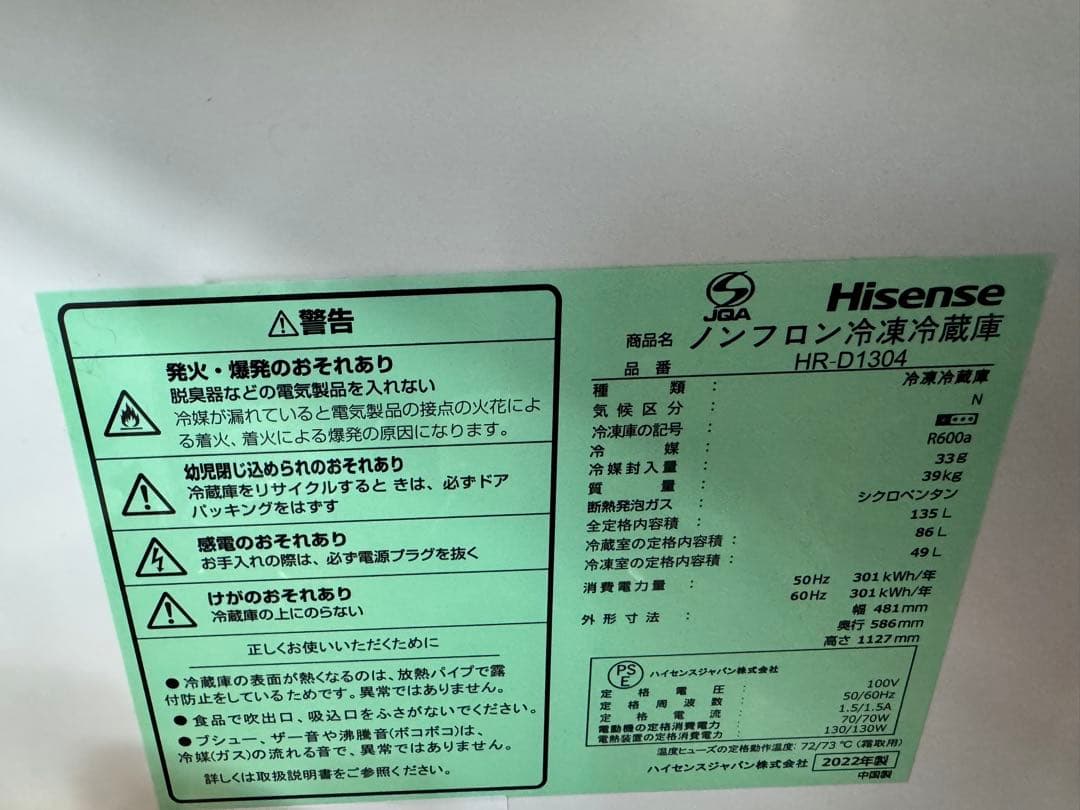 ⚠警告
発火・爆発のおそれあり
脱臭器などの電気製品を入れない
冷媒が漏れていると電気製品の接点の火花によ
る着火、着火による爆発の原因になります。
幼児閉じ込められのおそれあり
冷蔵庫をリサイクルすると きは、必ずドア
パッキングをはずす
感電のおそれあり
お手入れの際は、必ず電源プラグを抜く
けがのおそれあり
冷蔵庫の上にのらない
正しくお使いいただくために
●冷蔵庫の表面が熱くなるのは、放熱パイプで露
付防止をしているためです。異常ではありません。
●食品で吹出口、吸込口をふさがないでください。
●ブシュー、ザー音や沸騰音(ポコポコ)は、
冷媒(ガス)の流れる音で、異常ではありません。
詳しくは取扱説明書をご参照ください。
JQA
Hisense
商品名 ノンフロン冷凍冷蔵庫
品番 HR-D1304
種類: 冷凍冷蔵庫
気候区分: N
冷凍庫の記号:
冷媒: R600a
冷媒封入量: 33g
質量: 39kg
断熱発泡ガス: シクロペンタン
全定格内容積: 135L
冷蔵室の定格内容積: 86L
冷凍室の定格内容積: 49L
消費電力量: 50Hz 301kWh/年
60Hz 301kWh/年
外形寸法: 幅 481mm
奥行 586mm
高さ 1127mm
PSE ハイセンスジャパン株式会社
定格電圧: 100V
定格周波数: 50/60Hz
定格電流: 1.5/1.5A
電動機の定格消費電力: 70/70W
電熱装置の定格消費電力: 130/130W
温度ヒューズの定格動作温度: 72/73℃(霜取用)
ハイセンスジャパン株式会社 2022年製
中国製